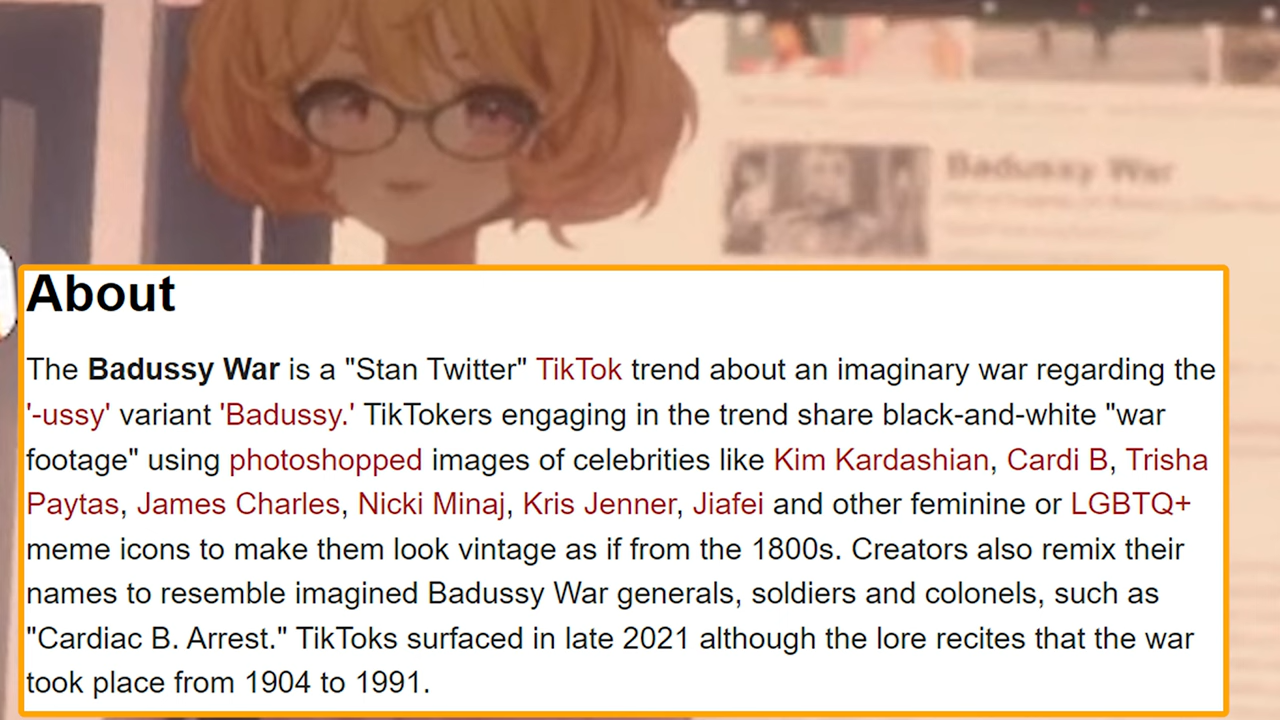 Badussy War
About
The Badussy War is a "Stan Twitter" TikTok trend about an imaginary war regarding the
'-ussy' variant 'Badussy.' TikTokers engaging in the trend share black-and-white "war
footage" using photoshopped images of celebrities like Kim Kardashian, Cardi B, Trisha
Paytas, James Charles, Nicki Minaj, Kris Jenner, Jiafei and other feminine or LGBTQ+
meme icons to make them look vintage as if from the 1800s. Creators also remix their
names to resemble imagined Badussy War generals, soldiers and colonels, such as
"Cardiac B. Arrest." TikToks surfaced in late 2021 although the lore recites that the war
took place from 1904 to 1991.